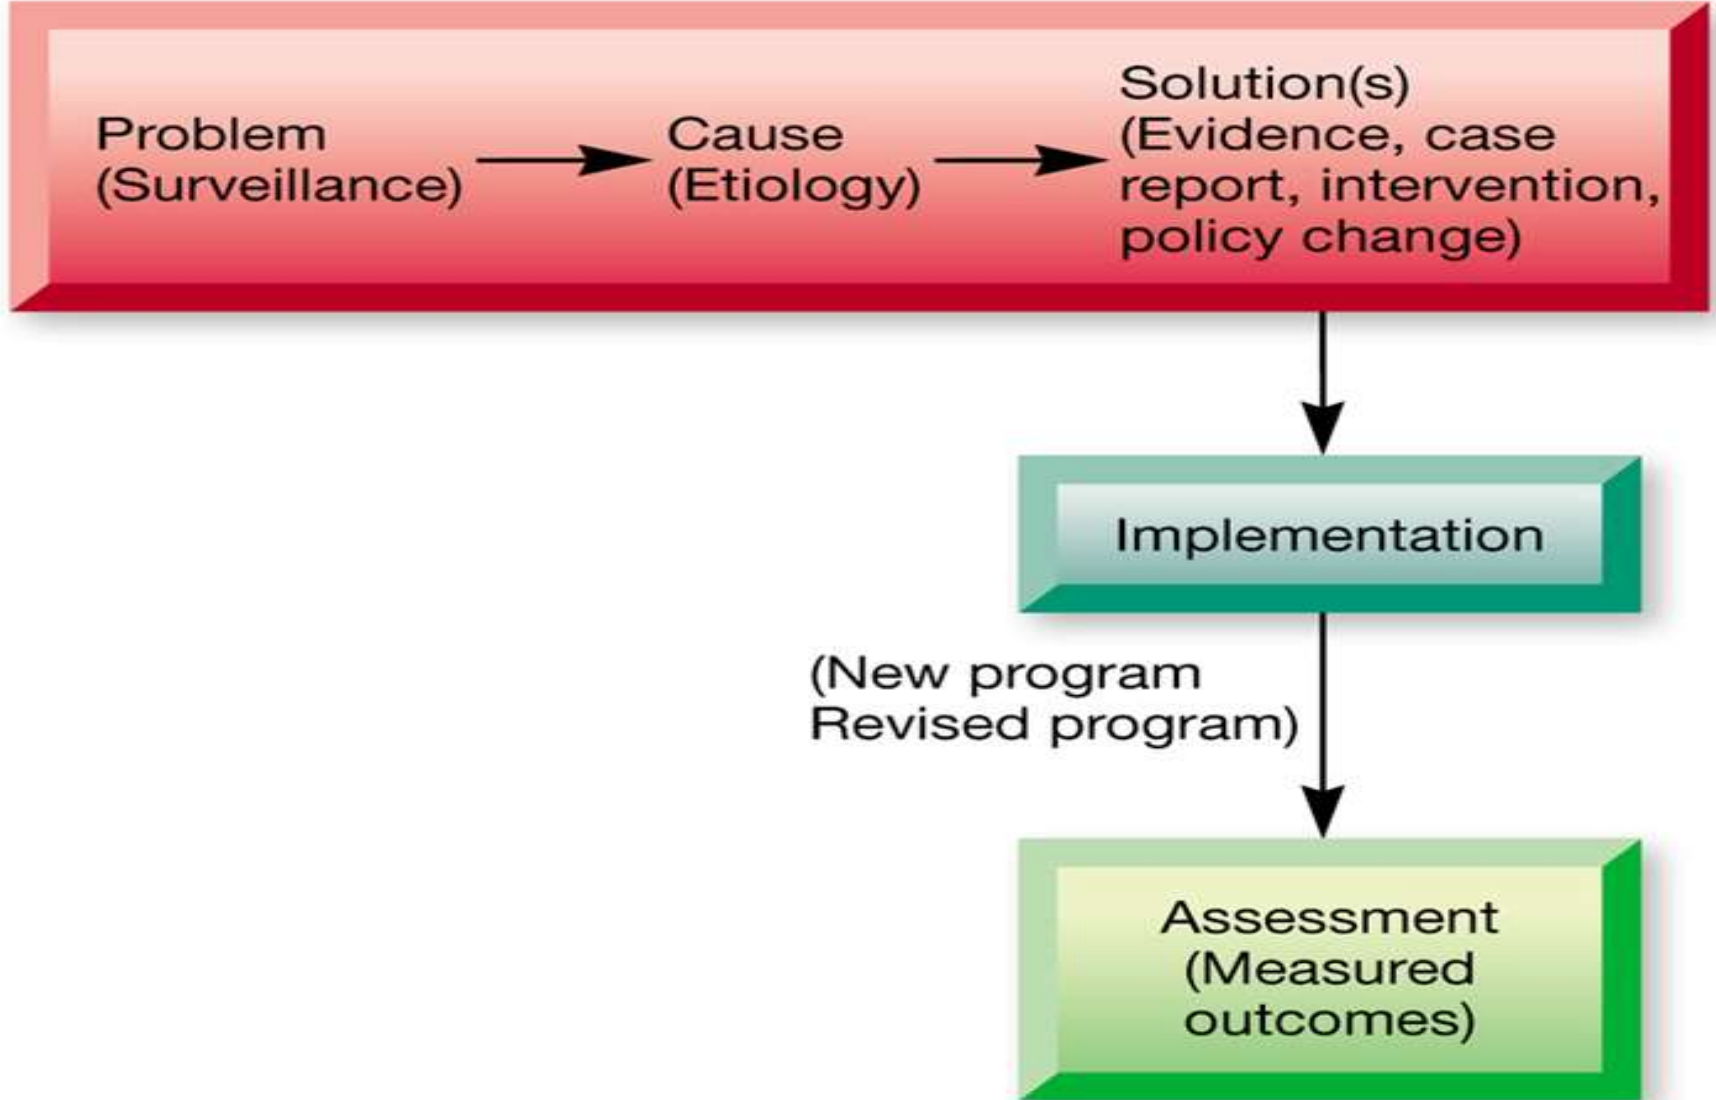 Problem
(Surveillance)
Cause
(Etiology)
Solution(s)
(Evidence, case
report, intervention,
policy change)
Implementation
(New program
Revised program)
Assessment
(Measured
outcomes)